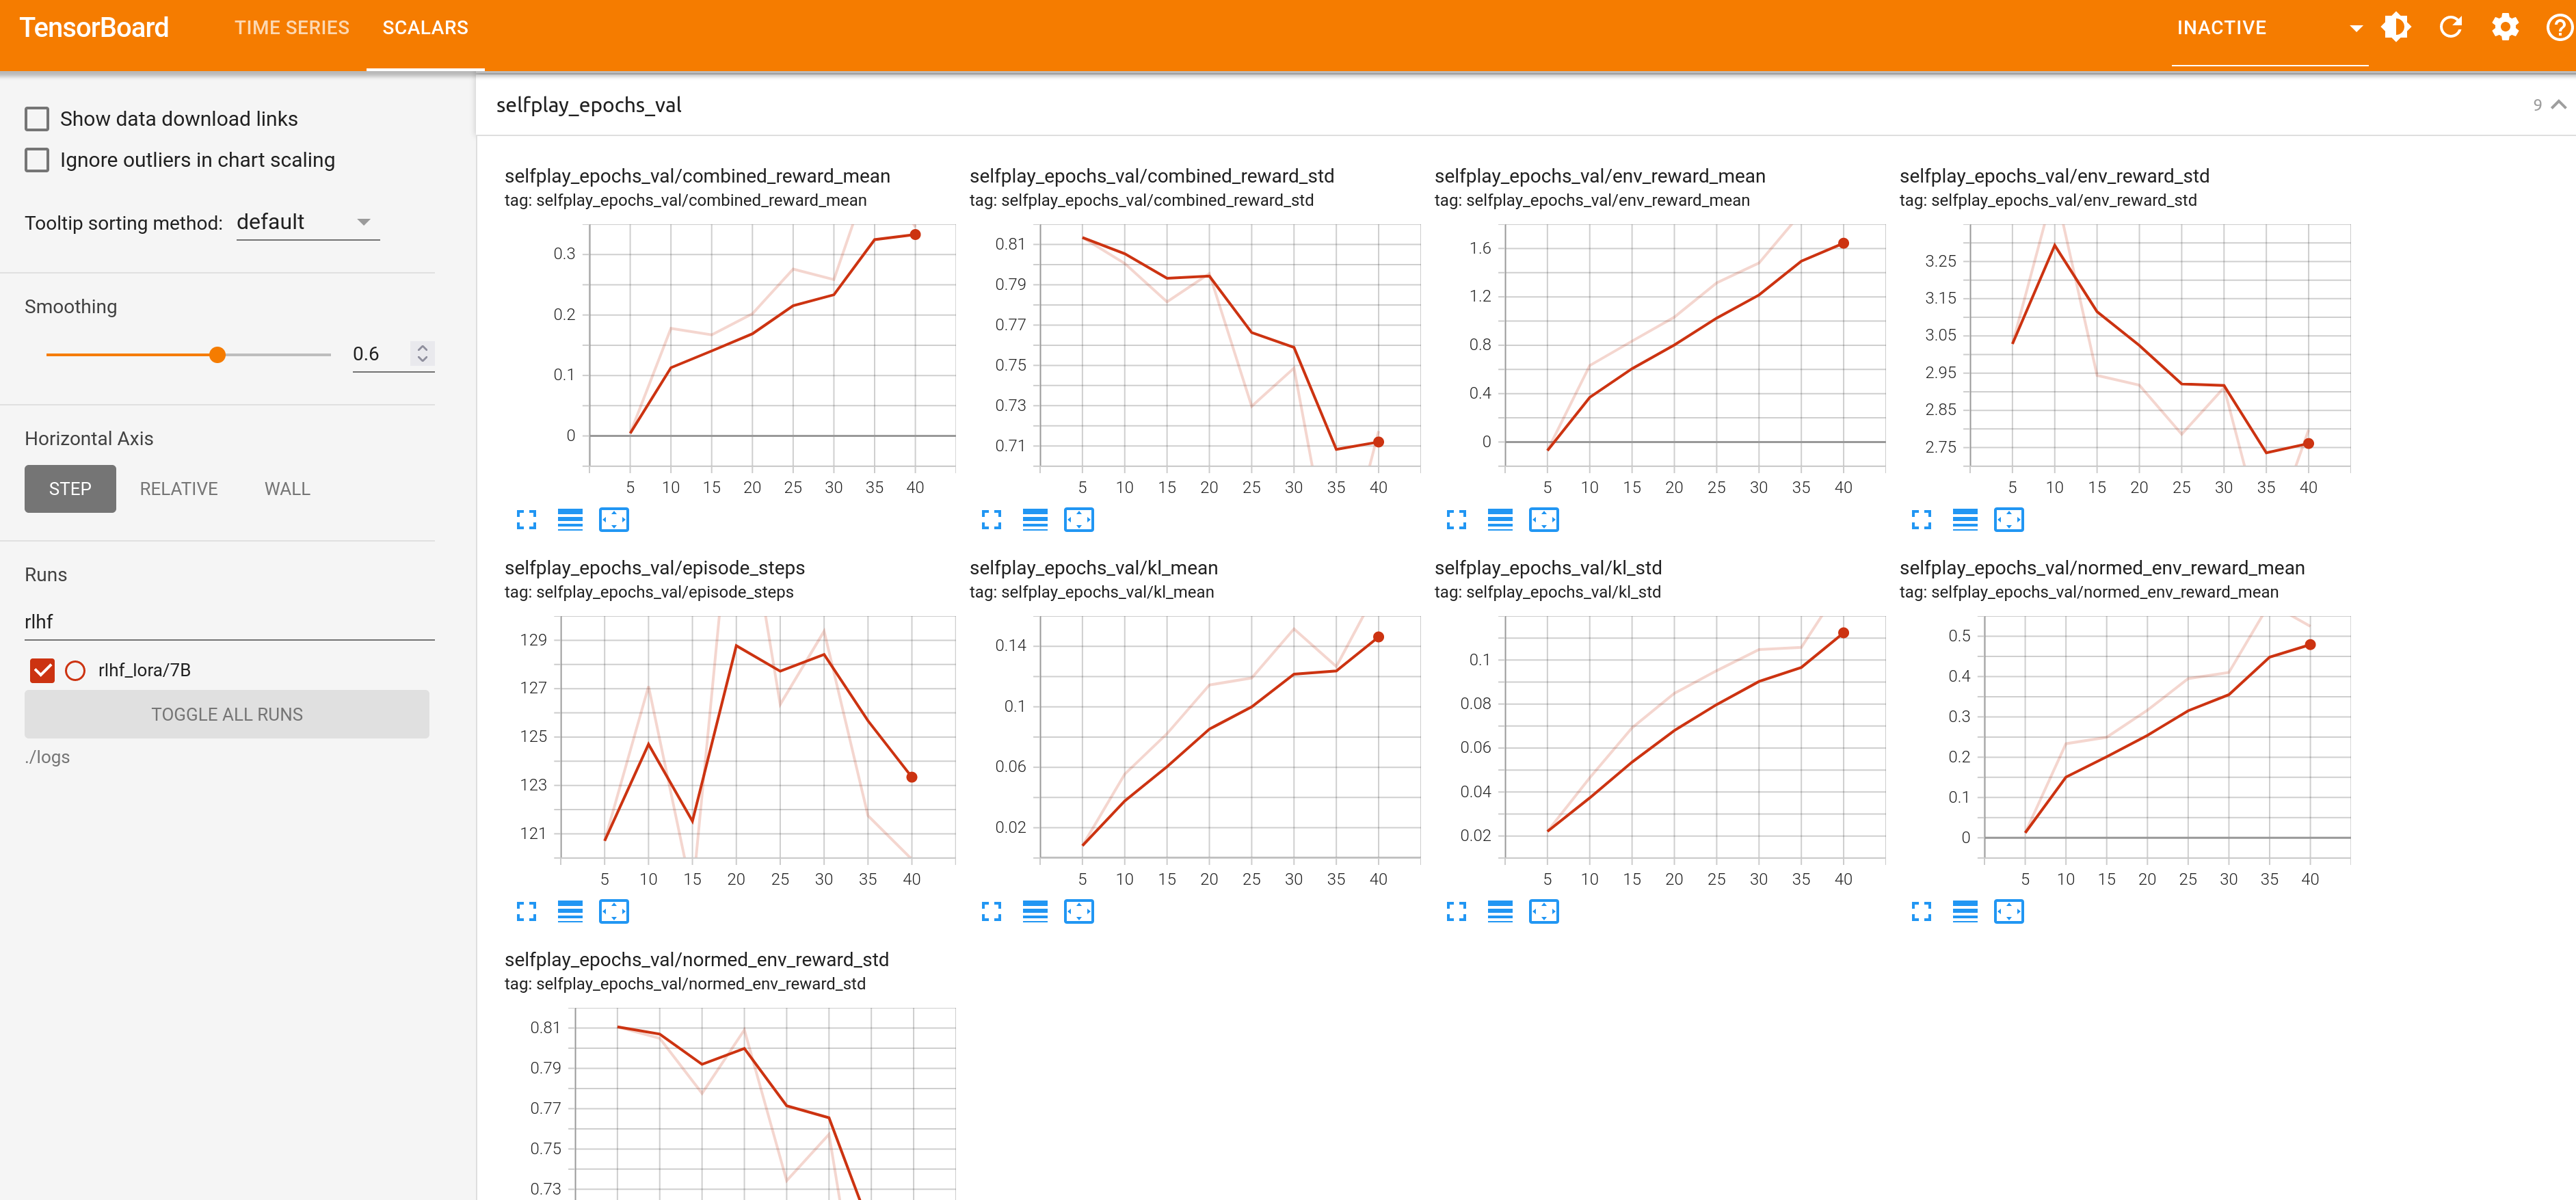 TensorBoard
TIME SERIES
SCALARS
INACTIVE
Show data download links
Ignore outliers in chart scaling
Tooltip sorting method: default
Smoothing
0.6
Horizontal Axis
STEP
RELATIVE
WALL
Runs
rlhf
rlhf_lora/7B
TOGGLE ALL RUNS
./logs
selfplay_epochs_val
9
selfplay_epochs_val/combined_reward_mean
tag: selfplay_epochs_val/combined_reward_mean
0.3
0.2
0.1
0
5 10 15 20 25 30 35 40
selfplay_epochs_val/combined_reward_std
tag: selfplay_epochs_val/combined_reward_std
0.81
0.79
0.77
0.75
0.73
0.71
5 10 15 20 25 30 35 40
selfplay_epochs_val/env_reward_mean
tag: selfplay_epochs_val/env_reward_mean
1.6
1.2
0.8
0.4
0
5 10 15 20 25 30 35 40
selfplay_epochs_val/env_reward_std
tag: selfplay_epochs_val/env_reward_std
3.25
3.15
3.05
2.95
2.85
2.75
5 10 15 20 25 30 35 40
selfplay_epochs_val/episode_steps
tag: selfplay_epochs_val/episode_steps
129
127
125
123
121
5 10 15 20 25 30 35 40
selfplay_epochs_val/kl_mean
tag: selfplay_epochs_val/kl_mean
0.14
0.1
0.06
0.02
5 10 15 20 25 30 35 40
selfplay_epochs_val/kl_std
tag: selfplay_epochs_val/kl_std
0.1
0.08
0.06
0.04
0.02
5 10 15 20 25 30 35 40
selfplay_epochs_val/normed_env_reward_mean
tag: selfplay_epochs_val/normed_env_reward_mean
0.5
0.4
0.3
0.2
0.1
0
5 10 15 20 25 30 35 40
selfplay_epochs_val/normed_env_reward_std
tag: selfplay_epochs_val/normed_env_reward_std
0.81
0.79
0.77
0.75
0.73